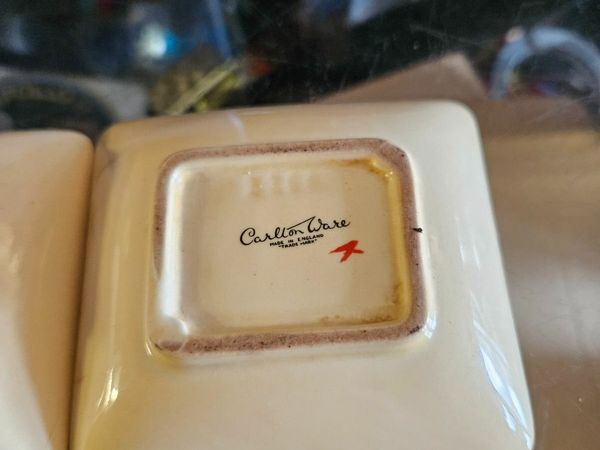 Carlton Ware
MADE IN ENGLAND
"TRADE MARK"